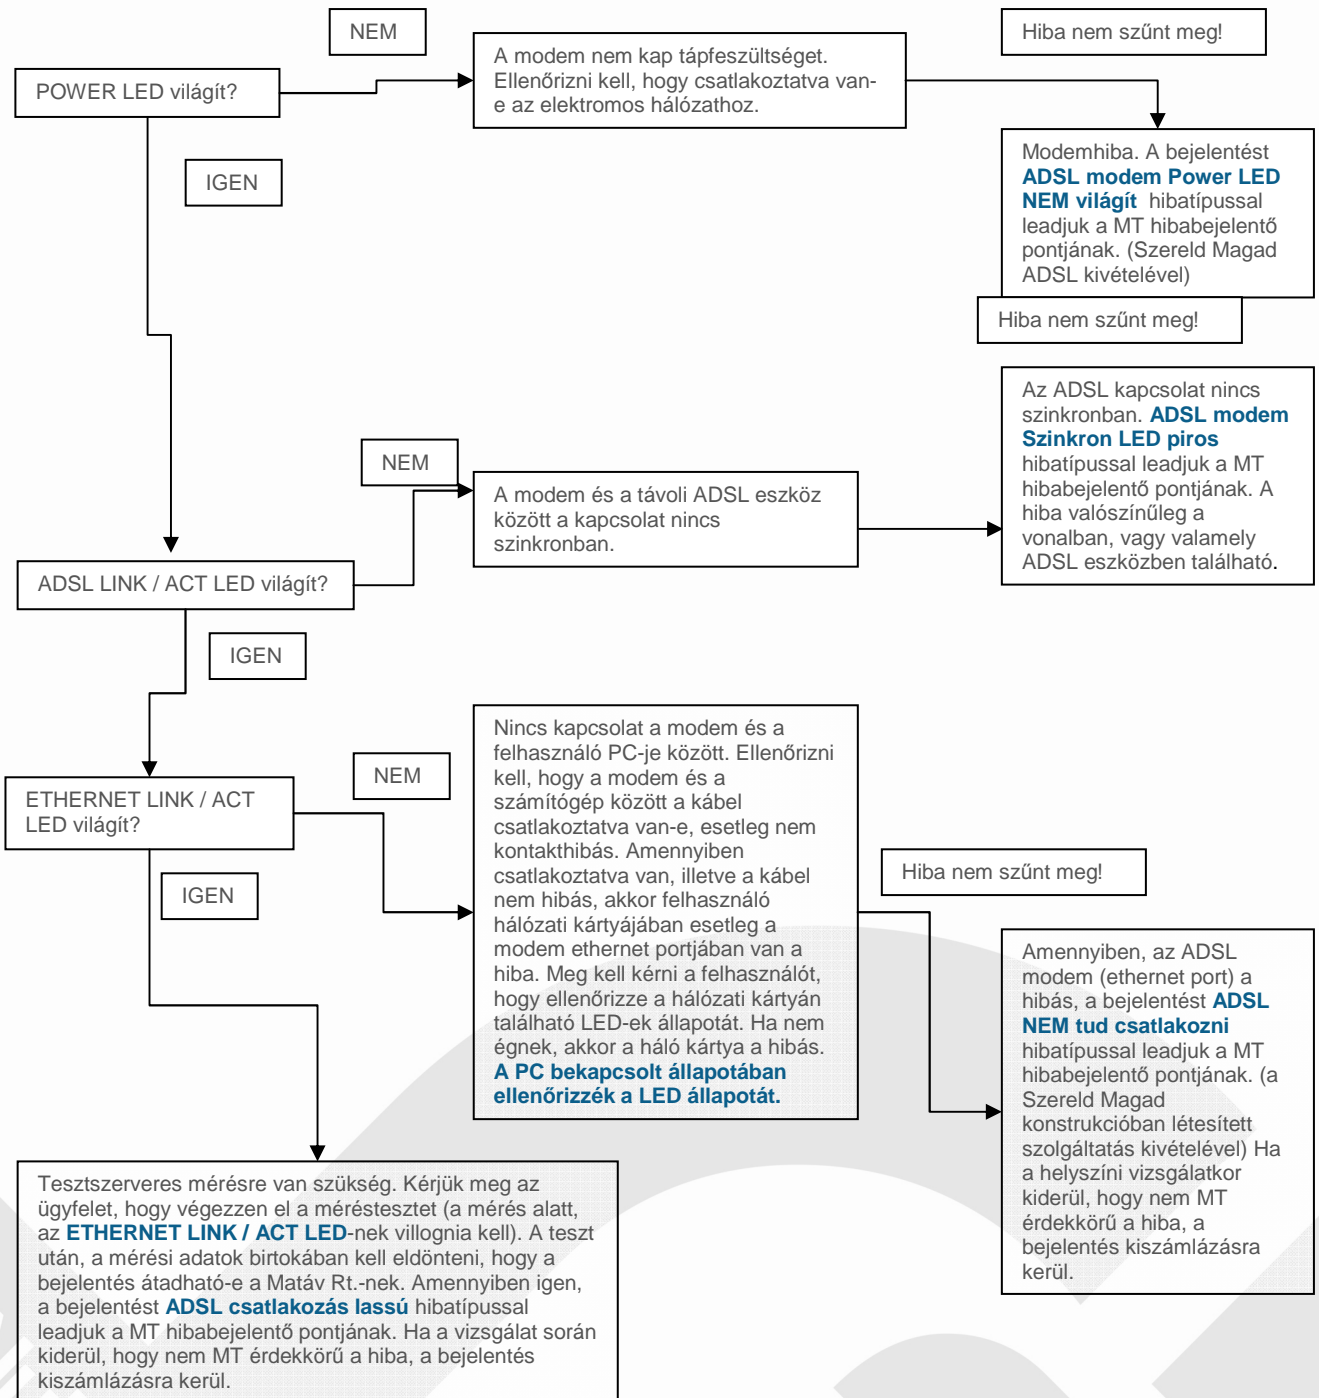 NEM
Hiba nem szűnt meg!
POWER LED világít?
A modem nem kap tápfeszültséget.
Ellenőrizni kell, hogy csatlakoztatva van-
e az elektromos hálózathoz.
IGEN
Modemhiba. A bejelentést
ADSL modem Power LED
NEM világít hibatípussal
leadjuk a MT hibabejelentő
pontjának. (Szereld Magad
ADSL kivételével)
Hiba nem szűnt meg!
NEM
A modem és a távoli ADSL eszköz
között a kapcsolat nincs
szinkronban.
Az ADSL kapcsolat nincs
szinkronban. ADSL modem
Szinkron LED piros
hibatípussal leadjuk a MT
hibabejelentő pontjának. A
hiba valószínűleg a
vonalban, vagy valamely
ADSL eszközben található.
ADSL LINK / ACT LED világít?
IGEN
NEM
ETHERNET LINK / ACT
LED világít?
IGEN
Nincs kapcsolat a modem és a
felhasználó PC-je között. Ellenőrizni
kell, hogy a modem és a
számítógép között a kábel
csatlakoztatva van-e, esetleg nem
kontakthibás. Amennyiben
csatlakoztatva van, illetve a kábel
nem hibás, akkor felhasználó
hálózati kártyájában esetleg a
modem ethernet portjában van a
hiba. Meg kell kérni a felhasználót,
hogy ellenőrizze a hálózati kártyán
található LED-ek állapotát. Ha nem
égnek, akkor a háló kártya a hibás.
A PC bekapcsolt állapotában
ellenőrizzék a LED állapotát.
Hiba nem szűnt meg!
Amennyiben, az ADSL
modem (ethernet port) a
hibás, a bejelentést ADSL
NEM tud csatlakozni
hibatípussal leadjuk a MT
hibabejelentő pontjának. (a
Szereld Magad
konstrukcióban létesített
szolgáltatás kivételével) Ha
a helyszíni vizsgálatkor
kiderül, hogy nem MT
érdekkörű a hiba, a
bejelentés kiszámlázásra
kerül.
Tesztszerveres mérésre van szükség. Kérjük meg az
ügyfelet, hogy végezzen el a méréstesztet (a mérés alatt,
az ETHERNET LINK / ACT LED-nek villognia kell). A teszt
után, a mérési adatok birtokában kell eldönteni, hogy a
bejelentés átadható-e a Matáv Rt.-nek. Amennyiben igen,
a bejelentést ADSL csatlakozás lassú hibatípussal
leadjuk a MT hibabejelentő pontjának. Ha a vizsgálat során
kiderül, hogy nem MT érdekkörű a hiba, a bejelentés
kiszámlázásra kerül.